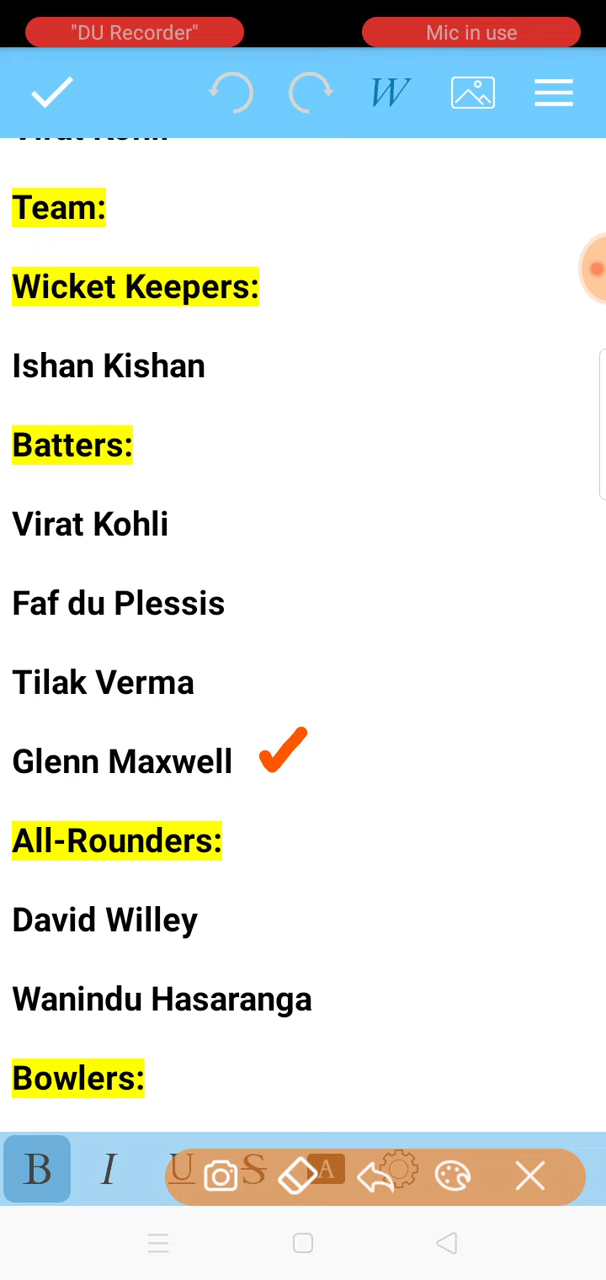 "DU Recorder"
Mic in use
W
Team:
Wicket Keepers:
Ishan Kishan
Batters:
Virat Kohli
Faf du Plessis
Tilak Verma
Glenn Maxwell
All-Rounders:
David Willey
Wanindu Hasaranga
Bowlers:
B I U S A